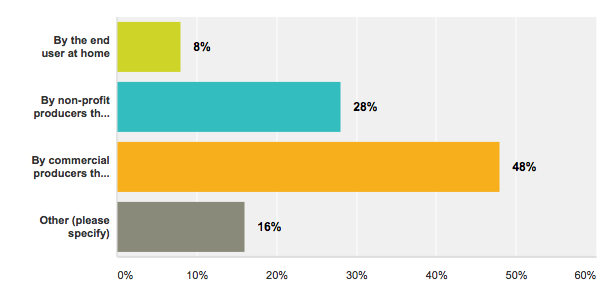 By the end
user at home
8%
By non-profit
producers th...
28%
By commercial
producers th...
48%
Other (please
specify)
16%
0% 10% 20% 30% 40% 50% 60%